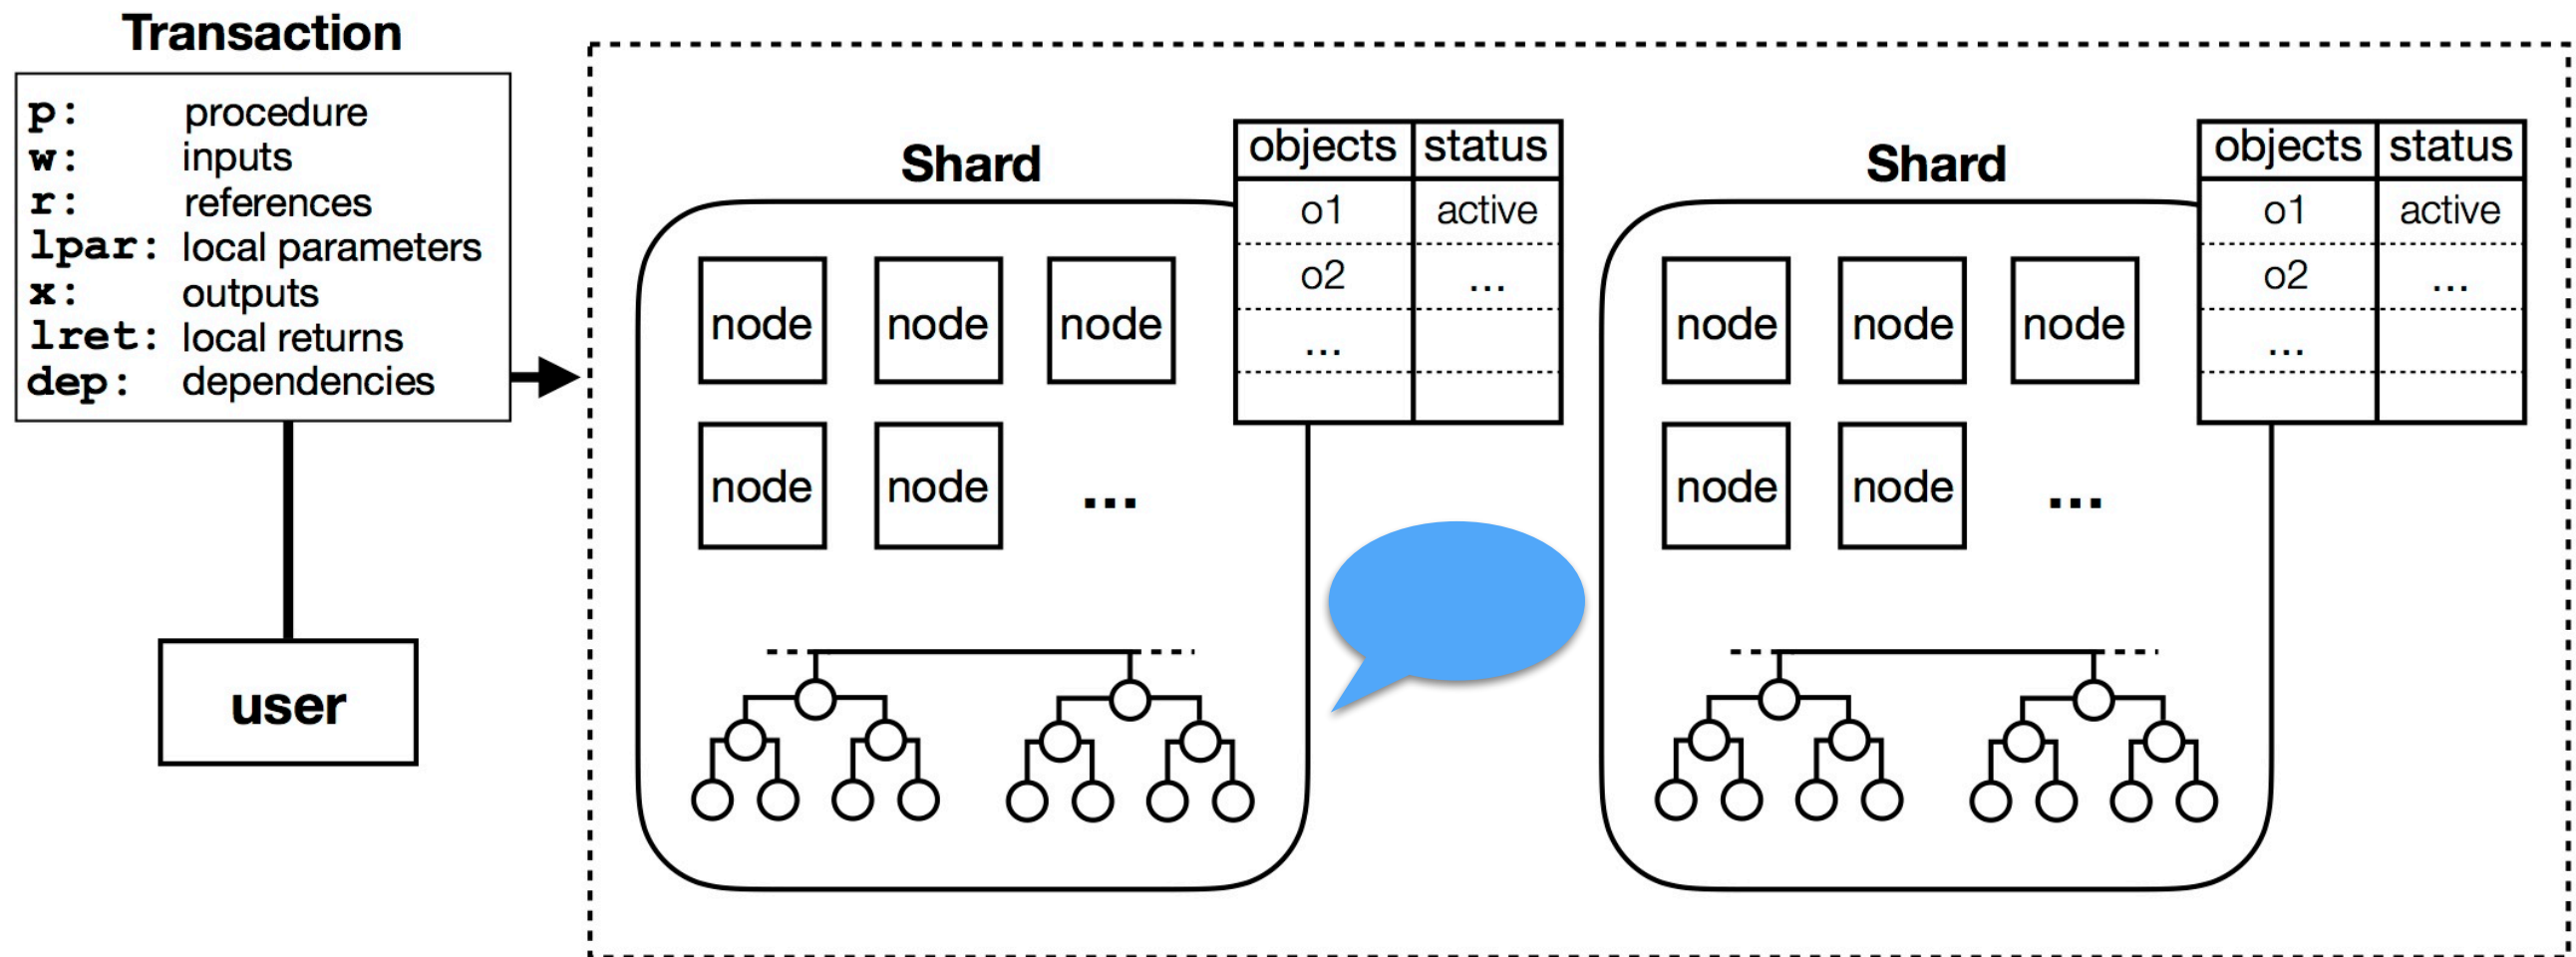 Transaction
p: procedure
w: inputs
r: references
lpar: local parameters
x: outputs
lret: local returns
dep: dependencies
user
Shard
objects status
o1 active
o2 ...
...
node node node
node node ...
Shard
objects status
o1 active
o2 ...
...
node node node
node node ...